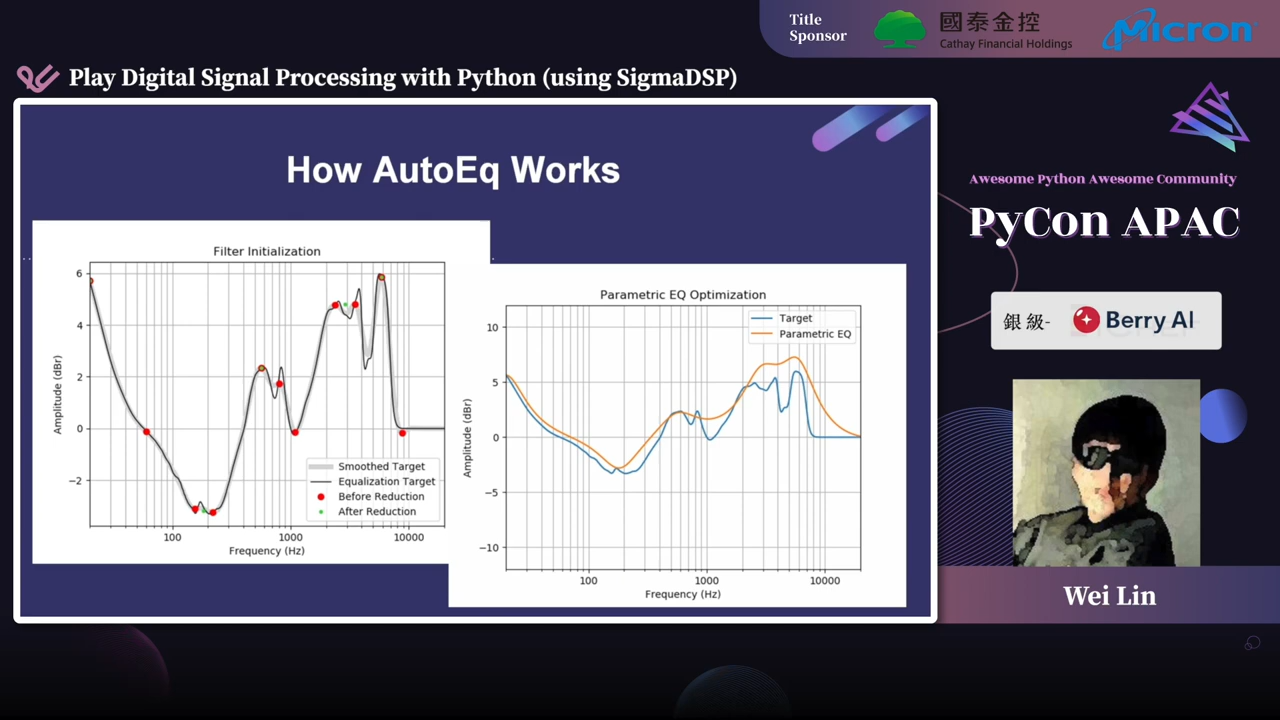 Title
Sponsor
國泰金控
Cathay Financial Holdings
Micron
Play Digital Signal Processing with Python (using SigmaDSP)
How AutoEq Works
Filter Initialization
6
4
2
0
−2
Amplitude (dBr)
100
1000
10000
Frequency (Hz)
Smoothed Target
Equalization Target
Before Reduction
After Reduction
Parametric EQ Optimization
10
5
0
−5
−10
Amplitude (dBr)
100
1000
10000
Frequency (Hz)
Target
Parametric EQ
Awesome Python Awesome Community
PyCon APAC
銀級- Berry AI
Wei Lin